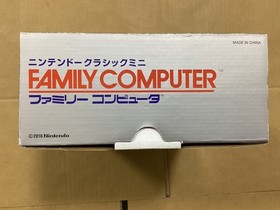 MADE IN CHINA
ニンテンドークラシックミニ
FAMILY COMPUTER™
ファミリー コンピュータ
©2016 Nintendo